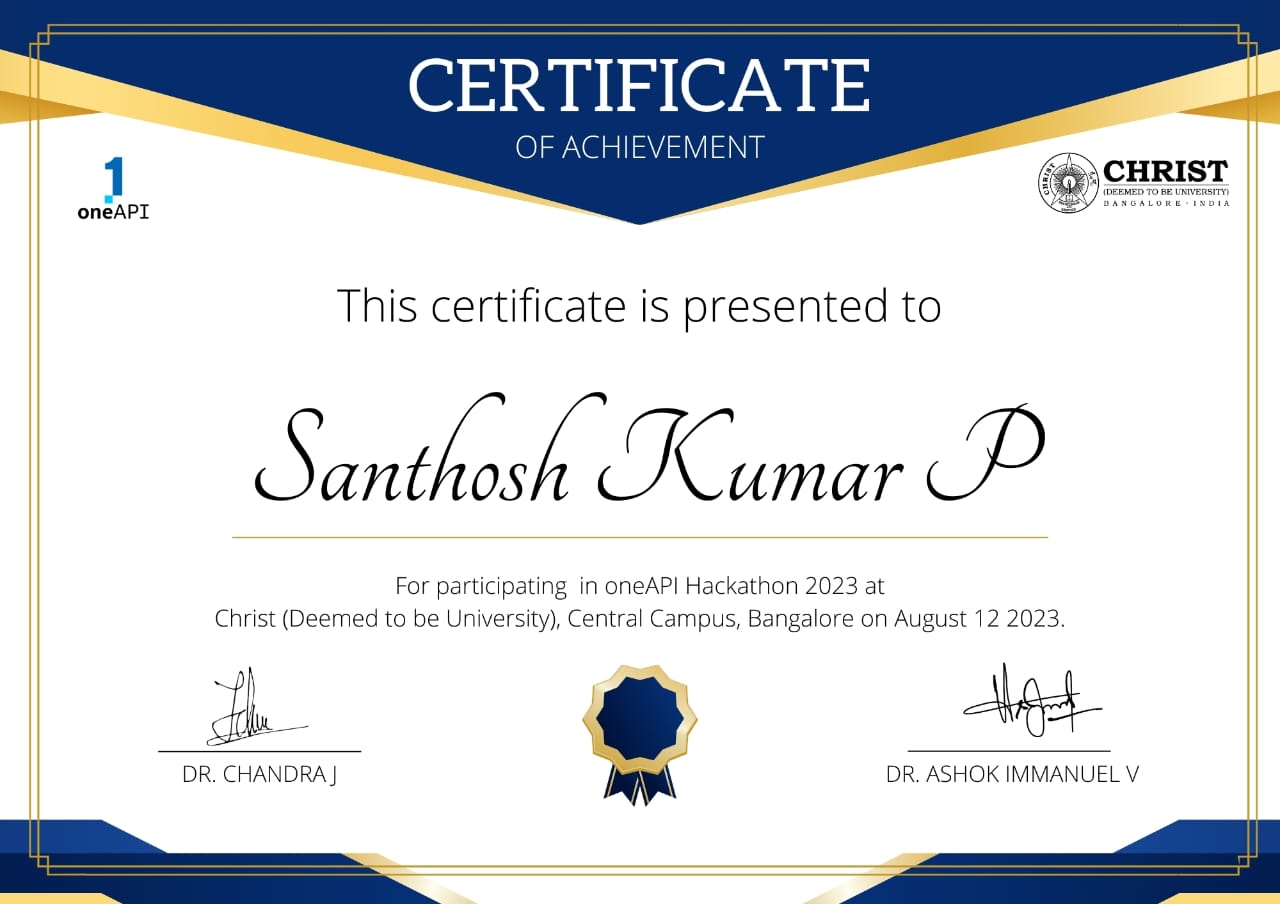 CERTIFICATE
OF ACHIEVEMENT
1
oneAPI
CHRIST
(DEEMED TO BE UNIVERSITY)
BANGALORE · INDIA
This certificate is presented to
Santhosh Kumar P
For participating in oneAPI Hackathon 2023 at
Christ (Deemed to be University), Central Campus, Bangalore on August 12 2023.
DR. CHANDRA J
DR. ASHOK IMMANUEL V